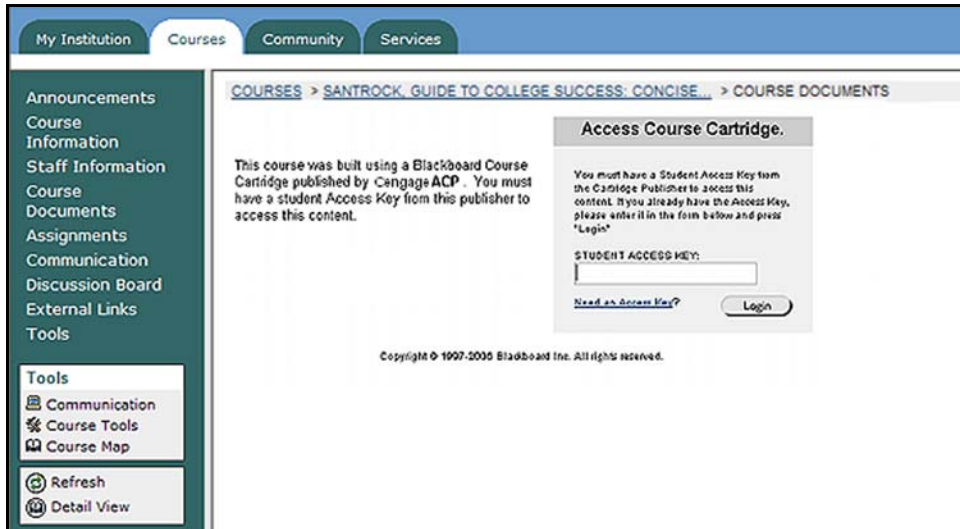 My Institution Courses Community Services
Announcements
Course
Information
Staff Information
Course
Documents
Assignments
Communication
Discussion Board
External Links
Tools
Tools
Communication
Course Tools
Course Map
Refresh
Detail View
COURSES > SANTROCK, GUIDE TO COLLEGE SUCCESS: CONCISE... > COURSE DOCUMENTS
This course was built using a Blackboard Course
Cartridge published by Cengage ACP . You must
have a student Access Key from this publisher to
access this content.
Access Course Cartridge.
You must have a Student Access Key from
the Cartridge Publisher to access this
content. If you already have the Access Key,
please enter it in the form below and press
"Login"
STUDENT ACCESS KEY:
Need an Access Key?
Login
Copyright © 1997-2006 Blackboard Inc. All rights reserved.